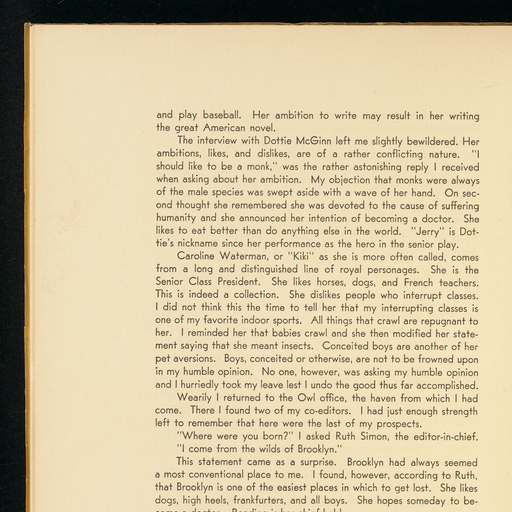 and play baseball. Her ambition to write may result in her writing
the great American novel.
The interview with Dottie McGinn left me slightly bewildered. Her
ambitions, likes, and dislikes, are of a rather conflicting nature. "I
should like to be a monk," was the rather astonishing reply I received
when asking about her ambition. My objection that monks were always
of the male species was swept aside with a wave of her hand. On sec-
ond thought she remembered she was devoted to the cause of suffering
humanity and she announced her intention of becoming a doctor. She
likes to eat better than do anything else in the world. "Jerry" is Dot-
tie's nickname since her performance as the hero in the senior play.
Caroline Waterman, or "Kiki" as she is more often called, comes
from a long and distinguished line of royal personages. She is the
Senior Class President. She likes horses, dogs, and French teachers.
This is indeed a collection. She dislikes people who interrupt classes.
I did not think this the time to tell her that my interrupting classes is
one of my favorite indoor sports. All things that crawl are repugnant to
her. I reminded her that babies crawl and she then modified her state-
ment saying that she meant insects. Conceited boys are another of her
pet aversions. Boys, conceited or otherwise, are not to be frowned upon
in my humble opinion. No one, however, was asking my humble opinion
and I hurriedly took my leave lest I undo the good thus far accomplished.
Wearily I returned to the Owl office, the haven from which I had
come. There I found two of my co-editors. I had just enough strength
left to remember that here were the last of my prospects.
"Where were you born?" I asked Ruth Simon, the editor-in-chief.
"I come from the wilds of Brooklyn."
This statement came as a surprise. Brooklyn had always seemed
a most conventional place to me. I found, however, according to Ruth,
that Brooklyn is one of the easiest places in which to get lost. She likes
dogs, high heels, frankfurters, and all boys. She hopes someday to be-